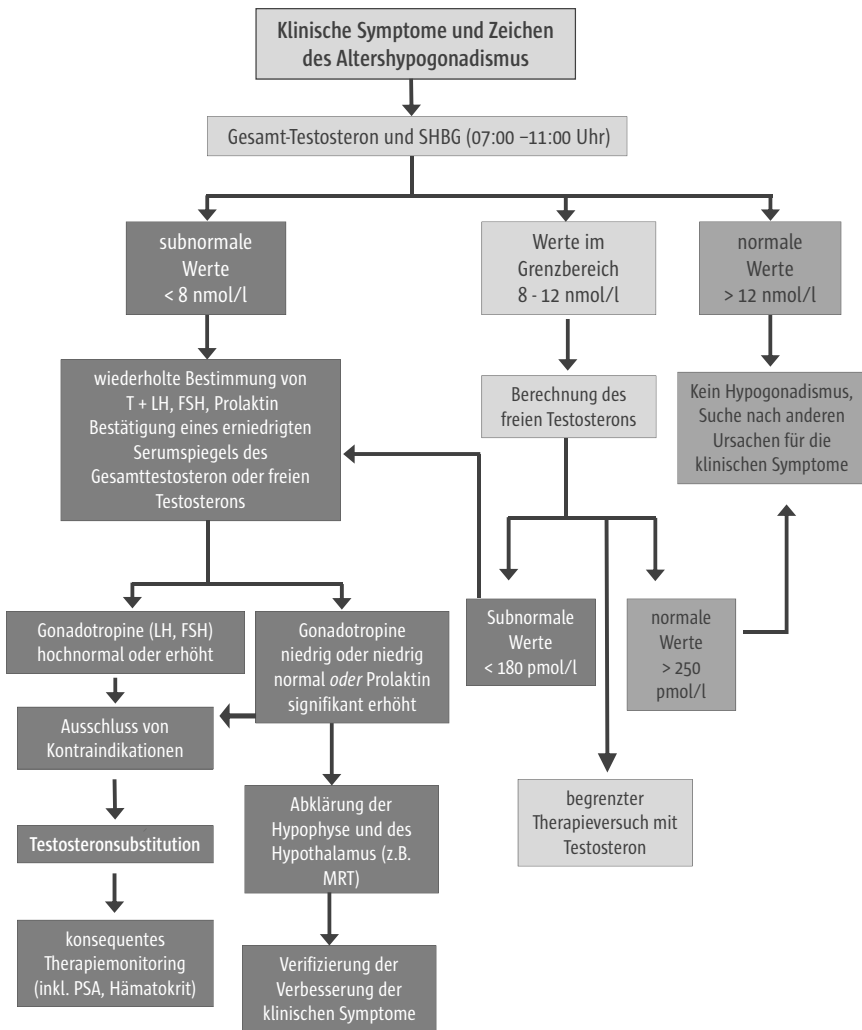 Klinische Symptome und Zeichen
des Altershypogonadismus
Gesamt-Testosteron und SHBG (07:00 –11:00 Uhr)
subnormale
Werte
< 8 nmol/l
Werte im
Grenzbereich
8 - 12 nmol/l
normale
Werte
> 12 nmol/l
wiederholte Bestimmung von
T + LH, FSH, Prolaktin
Bestätigung eines erniedrigten
Serumspiegels des
Gesamttestosteron oder freien
Testosterons
Berechnung des
freien Testosterons
Kein Hypogonadismus,
Suche nach anderen
Ursachen für die
klinischen Symptome
Gonadotropine (LH, FSH)
hochnormal oder erhöht
Gonadotropine
niedrig oder niedrig
normal oder Prolaktin
signifikant erhöht
Subnormale
Werte
< 180 pmol/l
normale
Werte
> 250
pmol/l
Ausschluss von
Kontraindikationen
Abklärung der
Hypophyse und des
Hypothalamus (z.B.
MRT)
begrenzter
Therapieversuch mit
Testosteron
Testosteronsubstitution
konsequentes
Therapiemonitoring
(inkl. PSA, Hämatokrit)
Verifizierung der
Verbesserung der
klinischen Symptome